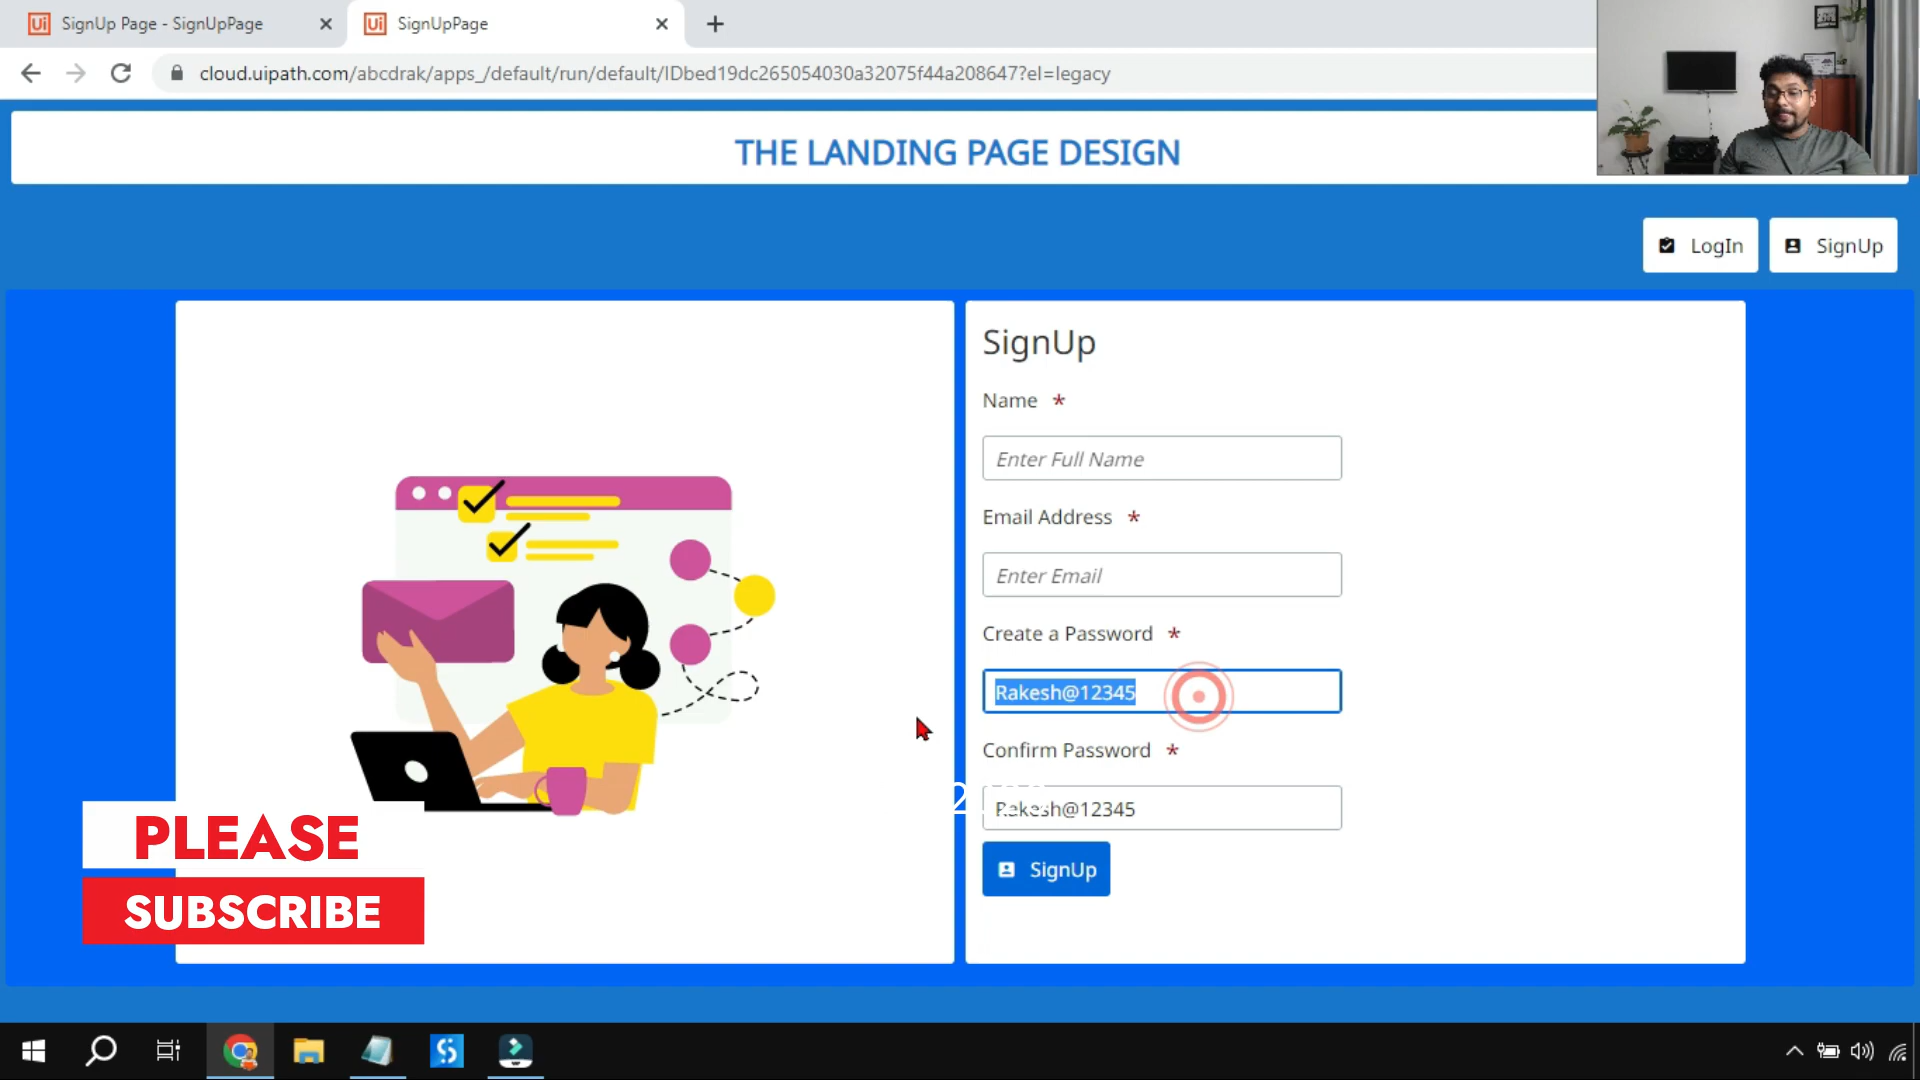 SignUp Page - SignUpPage
SignUpPage
cloud.uipath.com/abcdrak/apps_/default/run/default/IDbed19dc265054030a32075f44a208647?el=legacy
THE LANDING PAGE DESIGN
LogIn
SignUp
SignUp
Name *
Enter Full Name
Email Address *
Enter Email
Create a Password *
Rakesh@12345
Confirm Password *
Rakesh@12345
SignUp
PLEASE
SUBSCRIBE